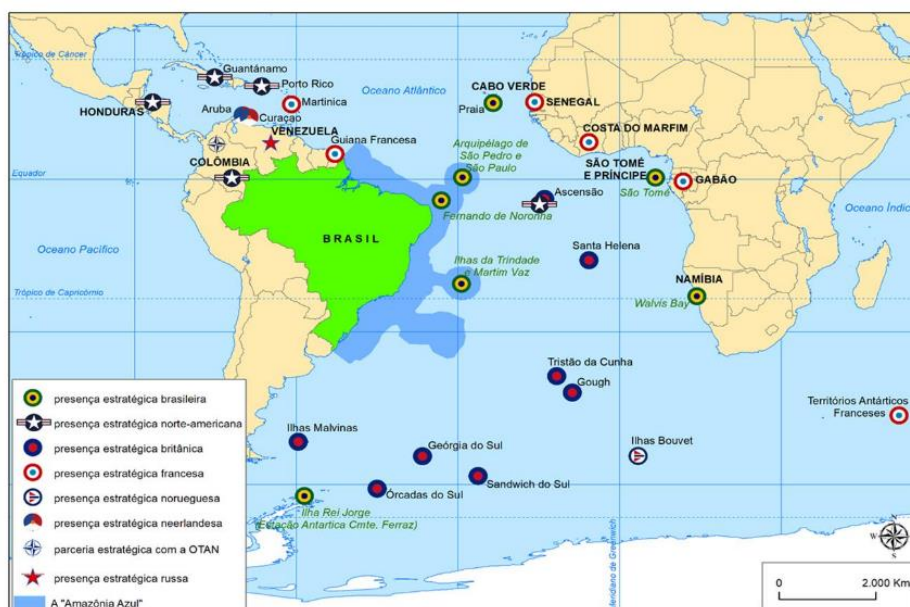 Trópico de Câncer
Guantánamo
Porto Rico
Oceano Atlântico
CABO VERDE
Praia
SENEGAL
Martinica
HONDURAS
Aruba
Curaçao
VENEZUELA
Guiana Francesa
COSTA DO MARFIM
COLÔMBIA
Arquipélago de
São Pedro e
São Paulo
SÃO TOMÉ
E PRÍNCIPE
São Tomé
GABÃO
Equador
Ascensão
Fernando de Noronha
Oceano Índic
BRASIL
Oceano Pacífico
Santa Helena
Ilhas da Trindade
e Martim Vaz
NAMÍBIA
Walvis Bay
Trópico de Capricórnio
Tristão da Cunha
Gough
Territórios Antárticos
Franceses
Ilhas Malvinas
Geórgia do Sul
Ilhas Bouvet
Sandwich do Sul
Órcadas do Sul
Ilha Rei Jorge
(Estação Antartica Cmte. Ferraz)
presença estratégica brasileira
presença estratégica norte-americana
presença estratégica britânica
presença estratégica francesa
presença estratégica norueguesa
presença estratégica neerlandesa
parceria estratégica com a OTAN
presença estratégica russa
A "Amazônia Azul"
eridiano de Greenwich
N
W
E
S
0 2.000 Km